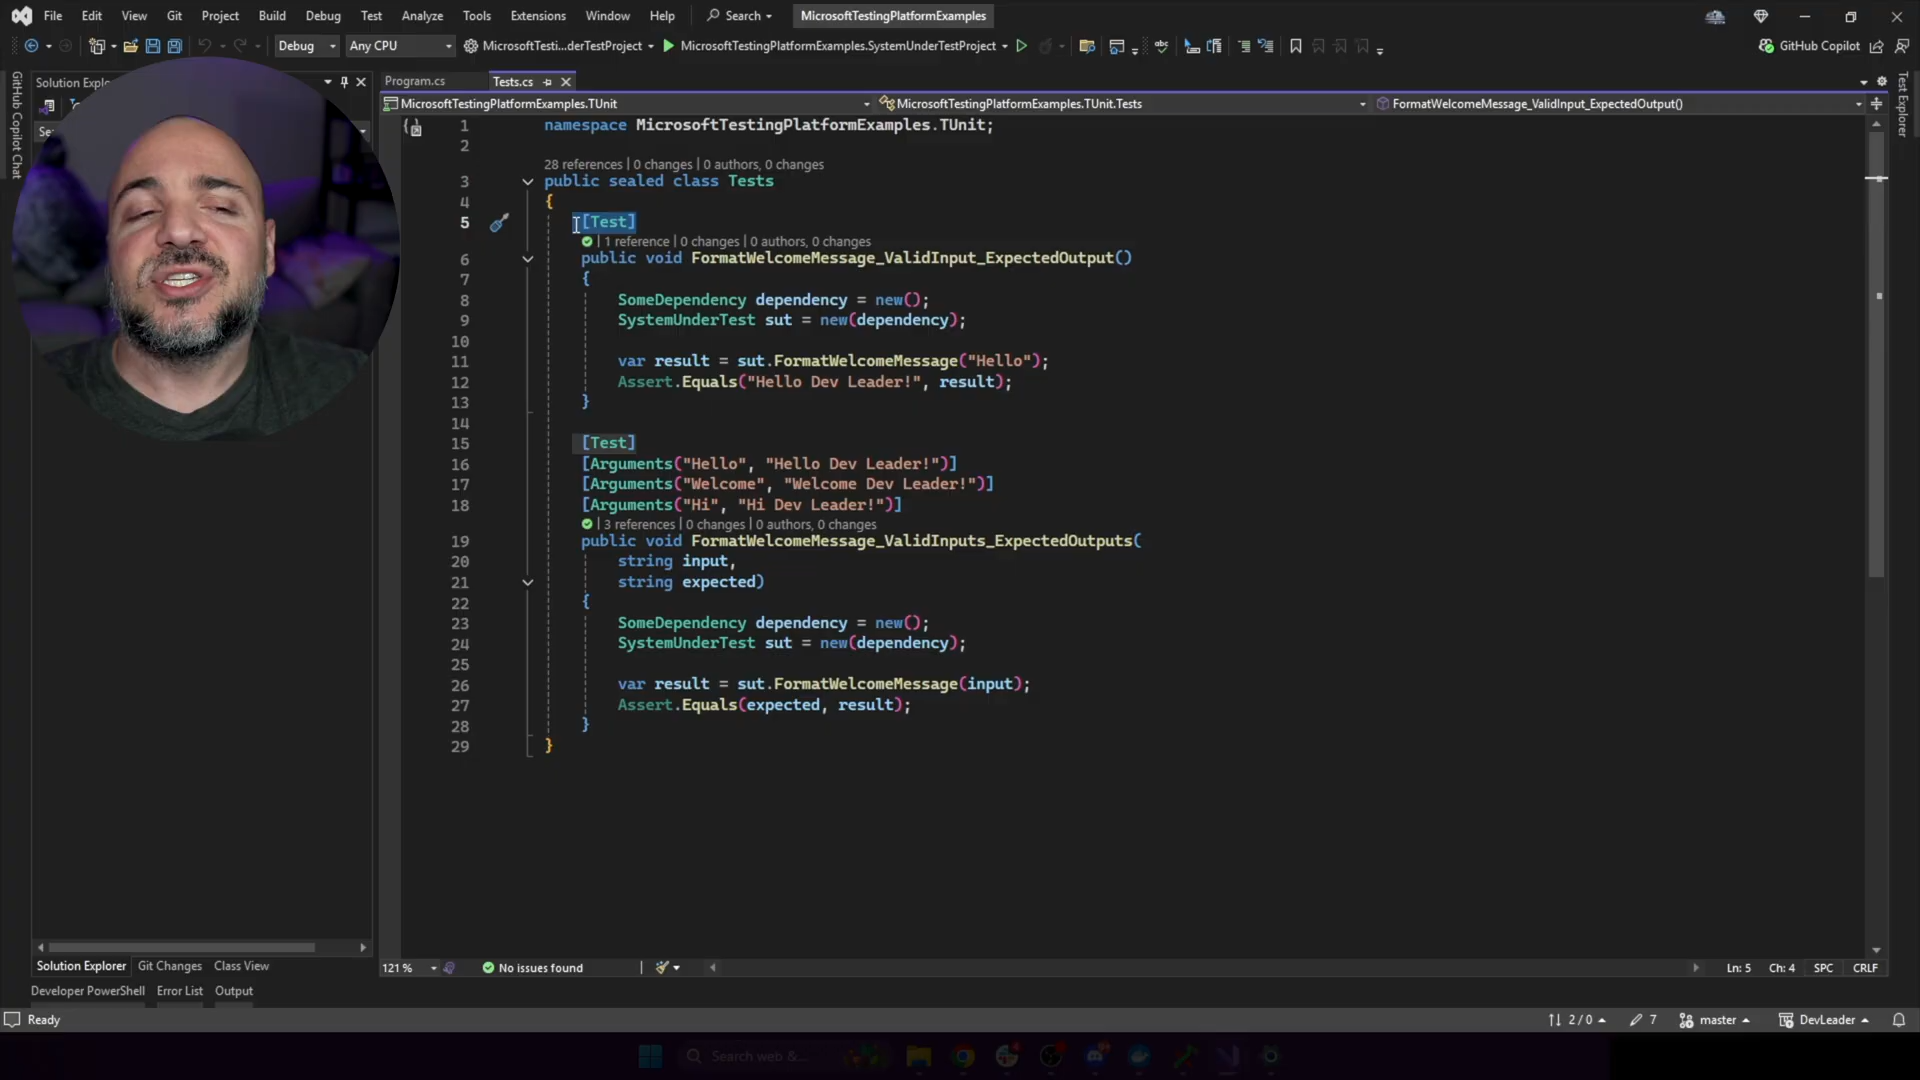 File Edit View Git Project Build Debug Test Analyze Tools Extensions Window Help Search MicrosoftTestingPlatformExamples
Debug Any CPU MicrosoftTesti...derTestProject MicrosoftTestingPlatformExamples.SystemUnderTestProject GitHub Copilot
GitHub Copilot Chat
Solution Explo
Program.cs Tests.cs
MicrosoftTestingPlatformExamples.TUnit MicrosoftTestingPlatformExamples.TUnit.Tests FormatWelcomeMessage_ValidInput_ExpectedOutput()
Test Explorer
1 namespace MicrosoftTestingPlatformExamples.TUnit;
2
28 references | 0 changes | 0 authors, 0 changes
3 public sealed class Tests
4 {
5 [Test]
| 1 reference | 0 changes | 0 authors, 0 changes
6 public void FormatWelcomeMessage_ValidInput_ExpectedOutput()
7 {
8 SomeDependency dependency = new();
9 SystemUnderTest sut = new(dependency);
10
11 var result = sut.FormatWelcomeMessage("Hello");
12 Assert.Equals("Hello Dev Leader!", result);
13 }
14
15 [Test]
16 [Arguments("Hello", "Hello Dev Leader!")]
17 [Arguments("Welcome", "Welcome Dev Leader!")]
18 [Arguments("Hi", "Hi Dev Leader!")]
| 3 references | 0 changes | 0 authors, 0 changes
19 public void FormatWelcomeMessage_ValidInputs_ExpectedOutputs(
20 string input,
21 string expected)
22 {
23 SomeDependency dependency = new();
24 SystemUnderTest sut = new(dependency);
25
26 var result = sut.FormatWelcomeMessage(input);
27 Assert.Equals(expected, result);
28 }
29 }
Solution Explorer Git Changes Class View
121 % No issues found Ln: 5 Ch: 4 SPC CRLF
Developer PowerShell Error List Output
Ready 2 / 0 7 master DevLeader
Search web &...